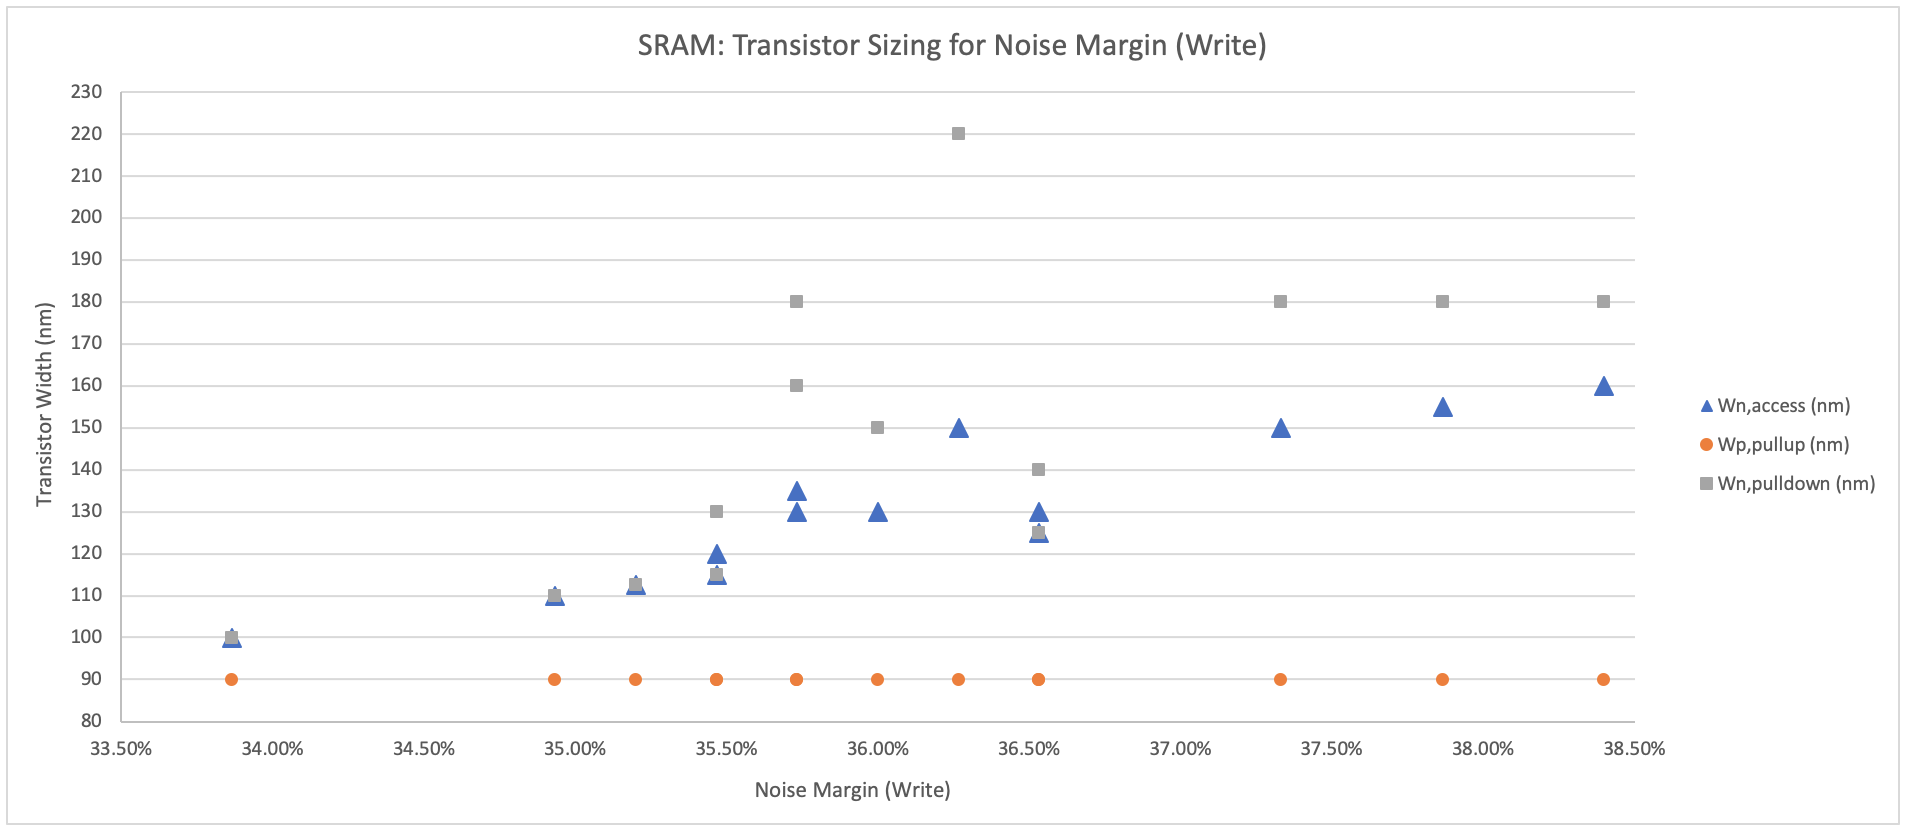 SRAM: Transistor Sizing for Noise Margin (Write)
230
220
210
200
190
180
170
160
150
140
130
120
110
100
90
80
Transistor Width (nm)
33.50% 34.00% 34.50% 35.00% 35.50% 36.00% 36.50% 37.00% 37.50% 38.00% 38.50%
Noise Margin (Write)
Wn,access (nm)
Wp,pullup (nm)
Wn,pulldown (nm)